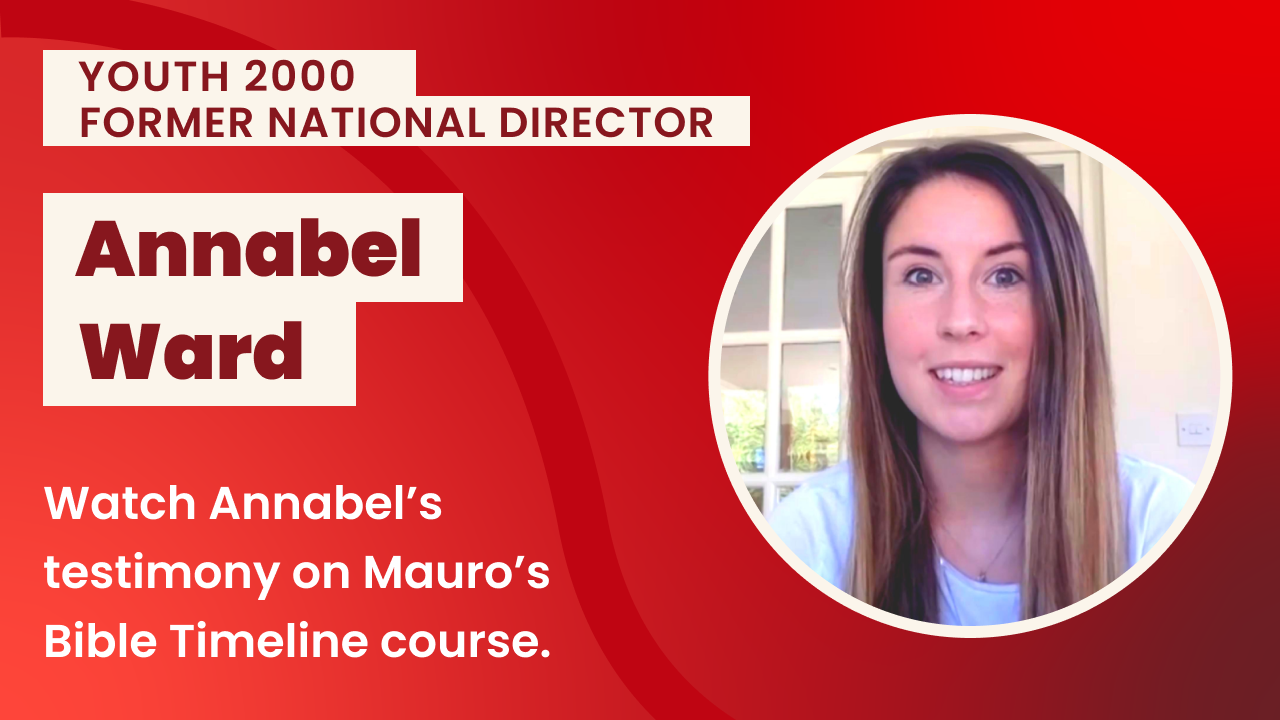 YOUTH 2000
FORMER NATIONAL DIRECTOR
Annabel
Ward
Watch Annabel’s
testimony on Mauro’s
Bible Timeline course.